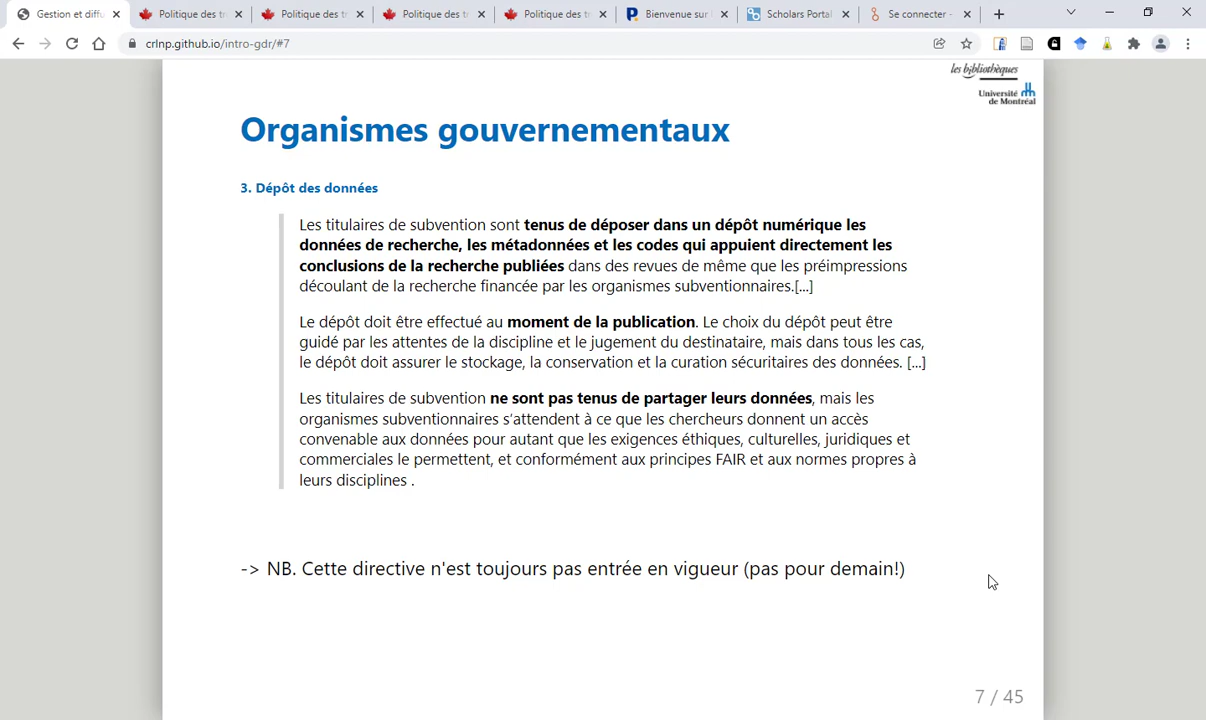 Gestion et diffu
Politique des tr
Politique des tr
Politique des tr
Politique des tr
Bienvenue sur
Scholars Portal
Se connecter -
crlnp.github.io/intro-gdr/#7
les bibliothèques
Université
de Montréal
Organismes gouvernementaux
3. Dépôt des données
Les titulaires de subvention sont tenus de déposer dans un dépôt numérique les
données de recherche, les métadonnées et les codes qui appuient directement les
conclusions de la recherche publiées dans des revues de même que les préimpressions
découlant de la recherche financée par les organismes subventionnaires.[...]
Le dépôt doit être effectué au moment de la publication. Le choix du dépôt peut être
guidé par les attentes de la discipline et le jugement du destinataire, mais dans tous les cas,
le dépôt doit assurer le stockage, la conservation et la curation sécuritaires des données. [...]
Les titulaires de subvention ne sont pas tenus de partager leurs données, mais les
organismes subventionnaires s'attendent à ce que les chercheurs donnent un accès
convenable aux données pour autant que les exigences éthiques, culturelles, juridiques et
commerciales le permettent, et conformément aux principes FAIR et aux normes propres à
leurs disciplines .
-> NB. Cette directive n'est toujours pas entrée en vigueur (pas pour demain!)
7 / 45